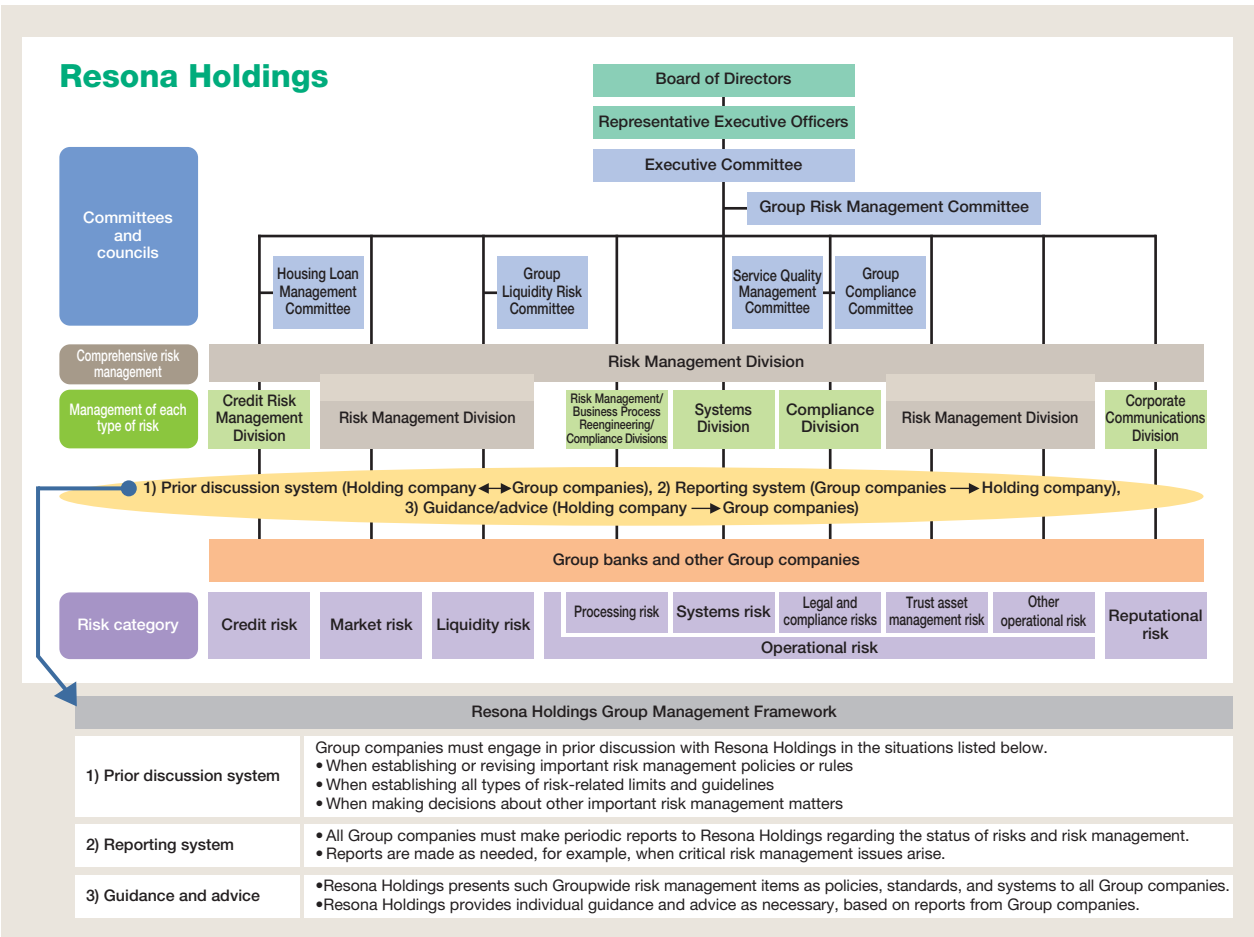 Resona Holdings
Board of Directors
Representative Executive Officers
Executive Committee
Group Risk Management Committee
Committees
and
councils
Housing Loan
Management
Committee
Group
Liquidity Risk
Committee
Service Quality
Management
Committee
Group
Compliance
Committee
Comprehensive risk
management
Risk Management Division
Management of each
type of risk
Credit Risk
Management
Division
Risk Management Division
Risk Management/
Business Process
Reengineering/
Compliance Divisions
Systems
Division
Compliance
Division
Risk Management Division
Corporate
Communications
Division
1) Prior discussion system (Holding company ↔ Group companies), 2) Reporting system (Group companies → Holding company),
3) Guidance/advice (Holding company → Group companies)
Group banks and other Group companies
Risk category
Credit risk
Market risk
Liquidity risk
Processing risk
Systems risk
Legal and
compliance risks
Trust asset
management risk
Other
operational risk
Operational risk
Reputational
risk
Resona Holdings Group Management Framework
1) Prior discussion system
Group companies must engage in prior discussion with Resona Holdings in the situations listed below.
• When establishing or revising important risk management policies or rules
• When establishing all types of risk-related limits and guidelines
• When making decisions about other important risk management matters
2) Reporting system
• All Group companies must make periodic reports to Resona Holdings regarding the status of risks and risk management.
• Reports are made as needed, for example, when critical risk management issues arise.
3) Guidance and advice
•Resona Holdings presents such Groupwide risk management items as policies, standards, and systems to all Group companies.
•Resona Holdings provides individual guidance and advice as necessary, based on reports from Group companies.